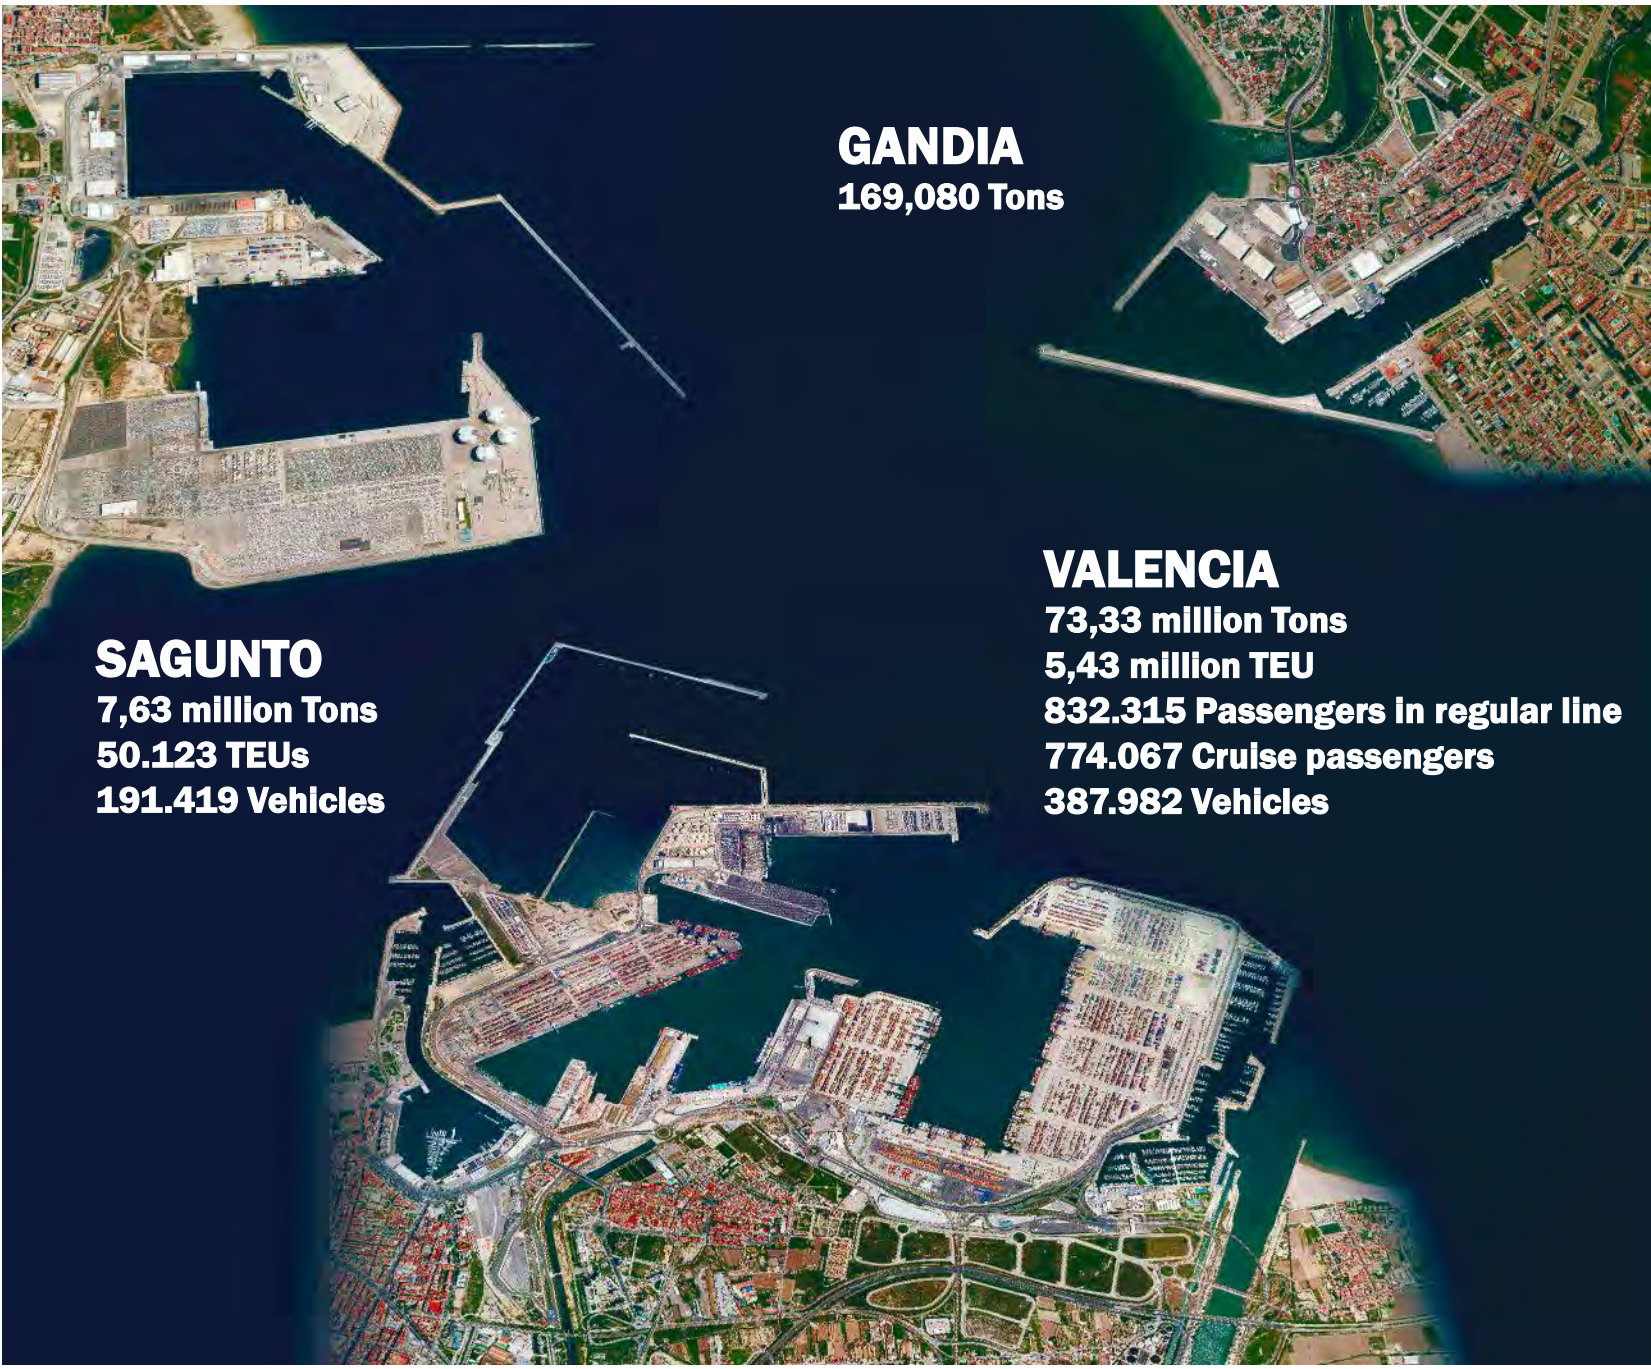 GANDIA
169,080 Tons
VALENCIA
73,33 million Tons
5,43 million TEU
832.315 Passengers in regular line
774.067 Cruise passengers
387.982 Vehicles
SAGUNTO
7,63 million Tons
50.123 TEUs
191.419 Vehicles